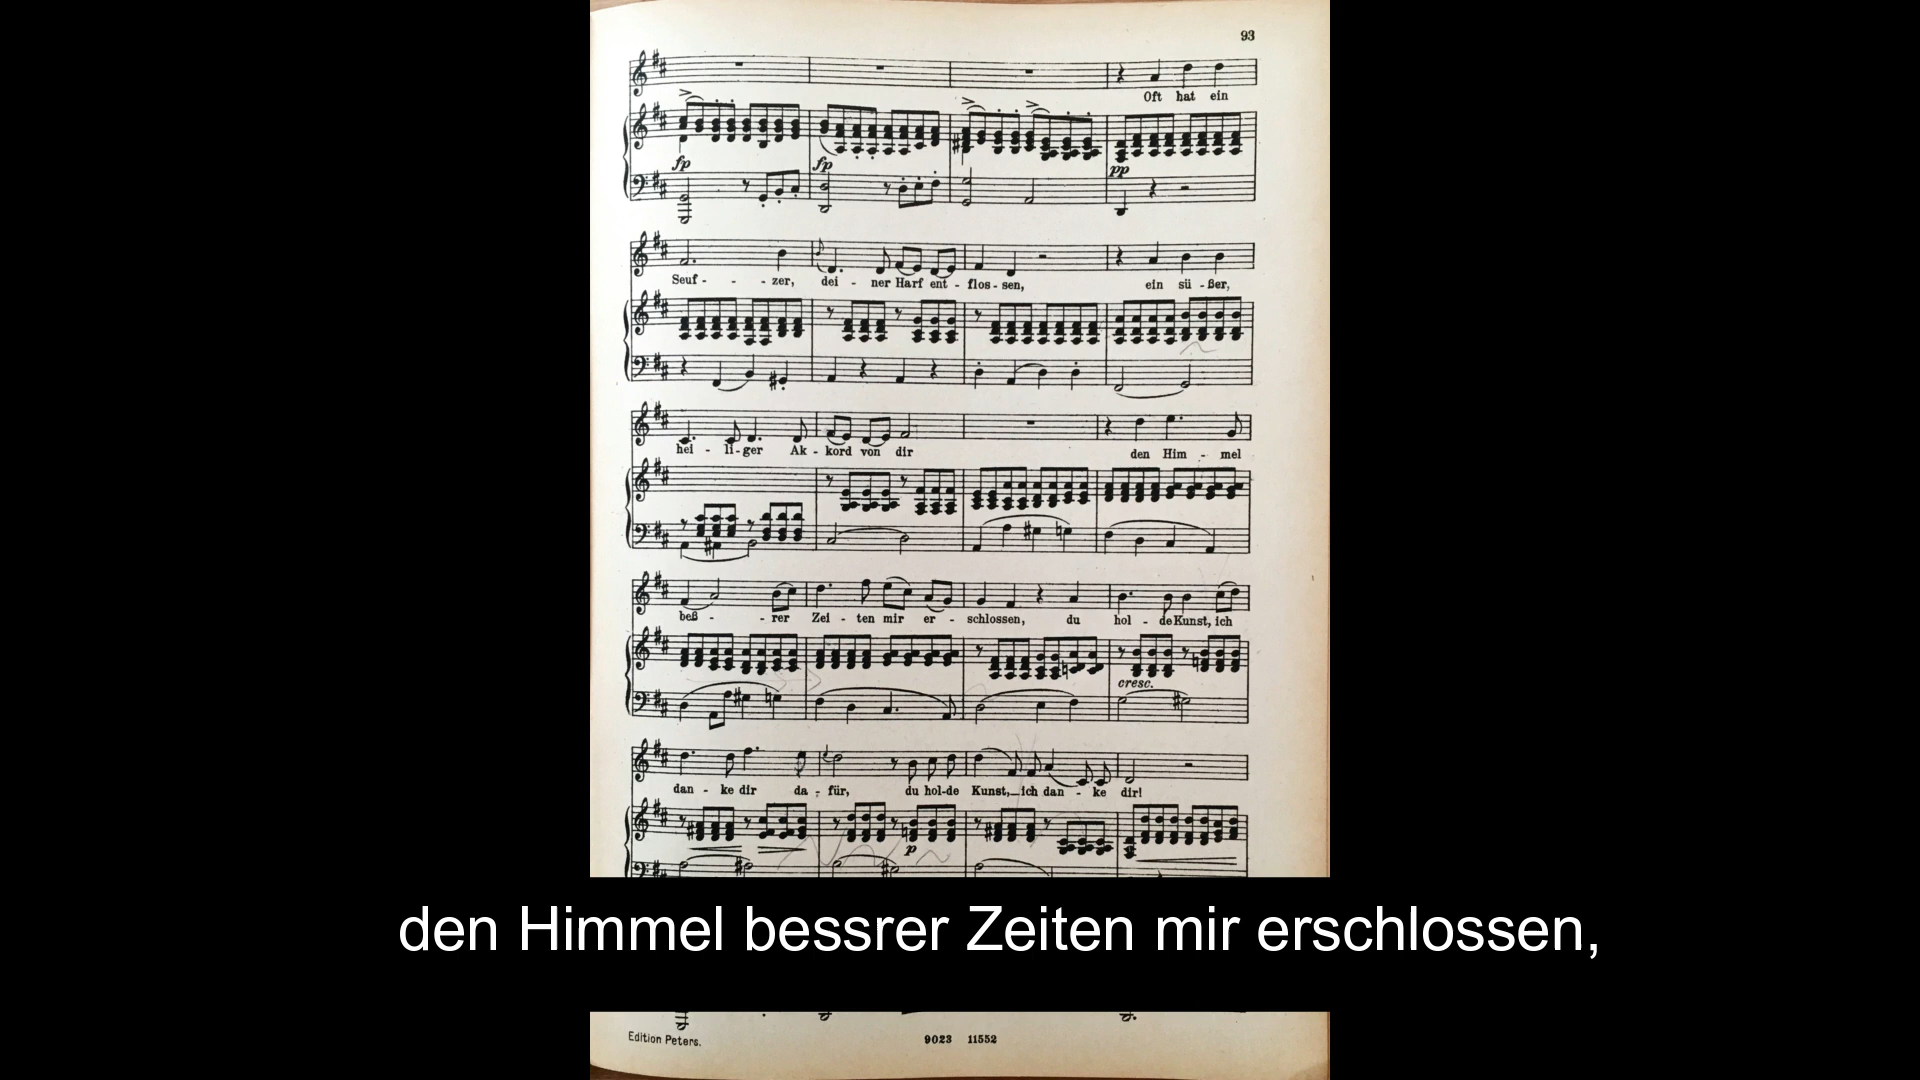 93
Oft hat ein
fp fp pp
Seuf - - - zer, dei - ner Harf ent - flos - sen, ein sü - ßer,
hei - li - ger Ak - kord von dir den Him - mel
beß - - rer Zei - ten mir er - schlossen, du hol - de Kunst, ich
cresc.
dan - ke dir da - für, du hol-de Kunst, ich dan - ke dir!
p
den Himmel bessrer Zeiten mir erschlossen,
Edition Peters. 9023 11552